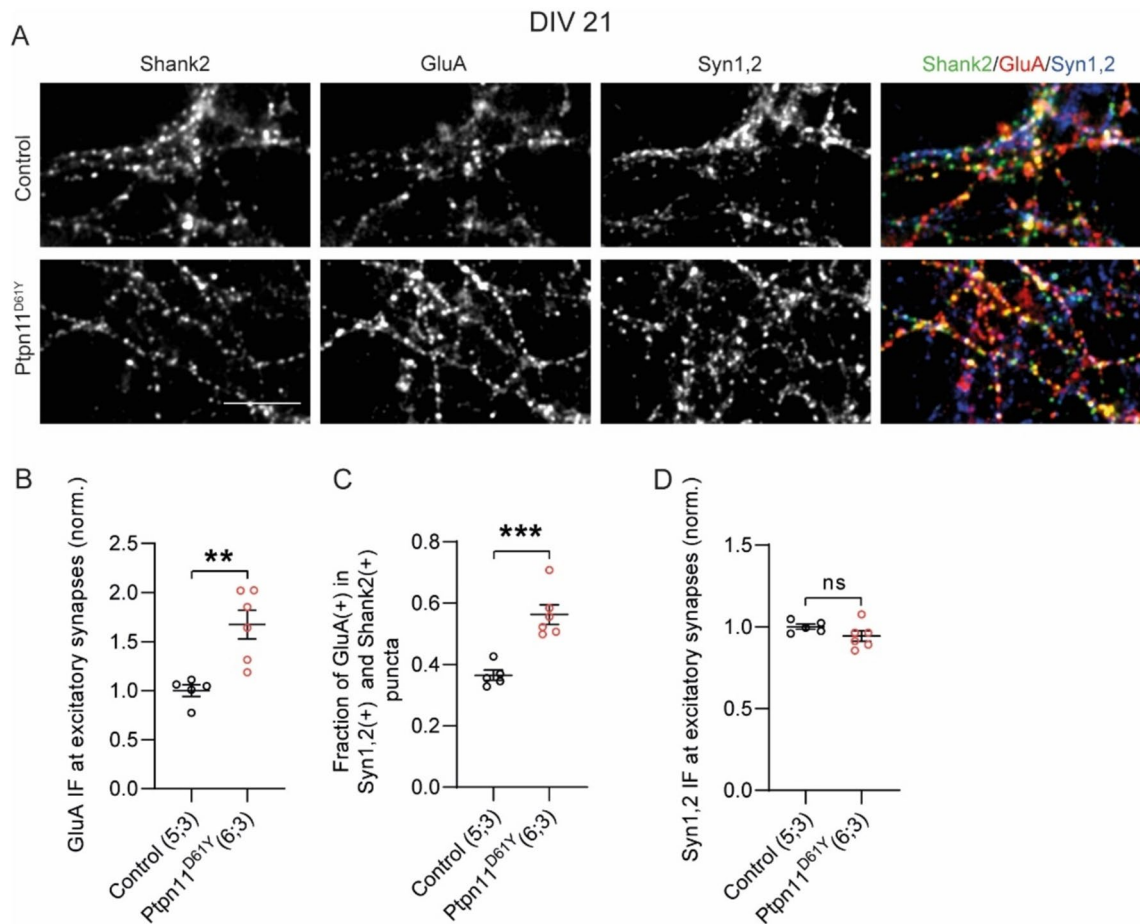 DIV 21
A
Shank2
GluA
Syn1,2
Shank2/GluA/Syn1,2
Control
Ptpn11D61Y
B
GluA IF at excitatory synapses (norm.)
2.5
2.0
1.5
1.0
0.5
0.0
**
Control (5;3)
Ptpn11D61Y(6;3)
C
Fraction of GluA(+) in
Syn1,2(+) and Shank2(+)
puncta
0.8
0.6
0.4
0.2
0.0
***
Control (5;3)
Ptpn11D61Y(6;3)
D
Syn1,2 IF at excitatory synapses (norm.)
1.5
1.0
0.5
0.0
ns
Control (5;3)
Ptpn11D61Y(6;3)